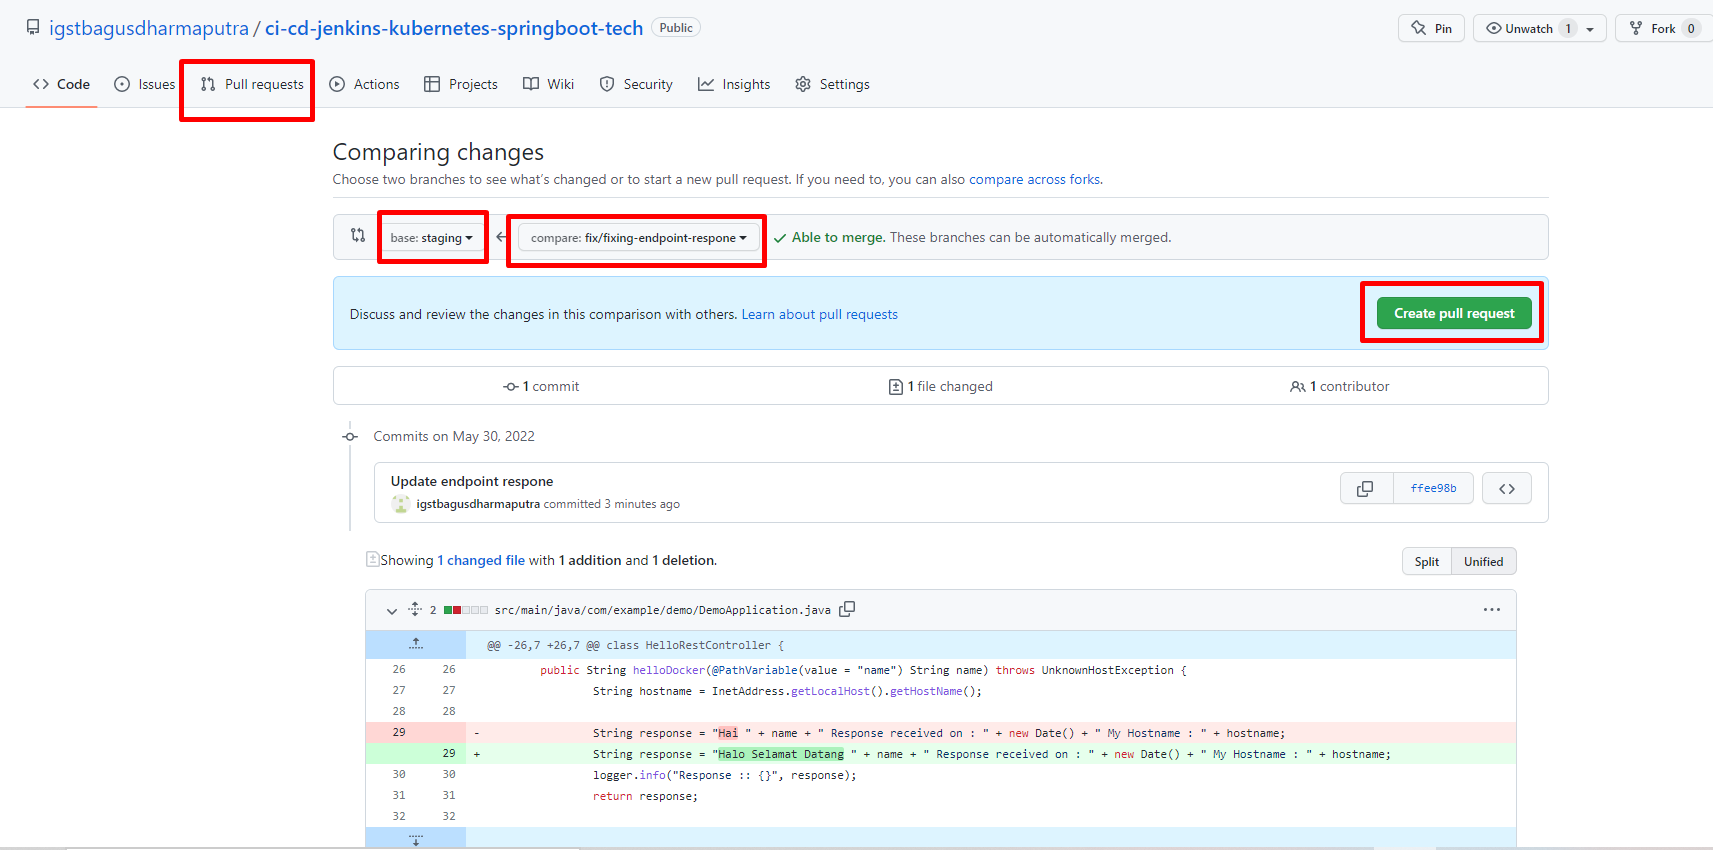 igstbagusdharmaputra / ci-cd-jenkins-kubernetes-springboot-tech Public Pin Unwatch 1 Fork 0
Code Issues Pull requests Actions Projects Wiki Security Insights Settings
Comparing changes
Choose two branches to see what's changed or to start a new pull request. If you need to, you can also compare across forks.
base: staging compare: fix/fixing-endpoint-respone Able to merge. These branches can be automatically merged.
Discuss and review the changes in this comparison with others. Learn about pull requests Create pull request
1 commit 1 file changed 1 contributor
Commits on May 30, 2022
Update endpoint respone
igstbagusdharmaputra committed 3 minutes ago ffee98b
Showing 1 changed file with 1 addition and 1 deletion. Split Unified
2 src/main/java/com/example/demo/DemoApplication.java
@@ -26,7 +26,7 @@ class HelloRestController {
26 26 public String helloDocker(@PathVariable(value = "name") String name) throws UnknownHostException {
27 27 String hostname = InetAddress.getLocalHost().getHostName();
28 28
29 - String response = "Hai " + name + " Response received on : " + new Date() + " My Hostname : " + hostname;
29 + String response = "Halo Selamat Datang " + name + " Response received on : " + new Date() + " My Hostname : " + hostname;
30 30 logger.info("Response :: {}", response);
31 31 return response;
32 32